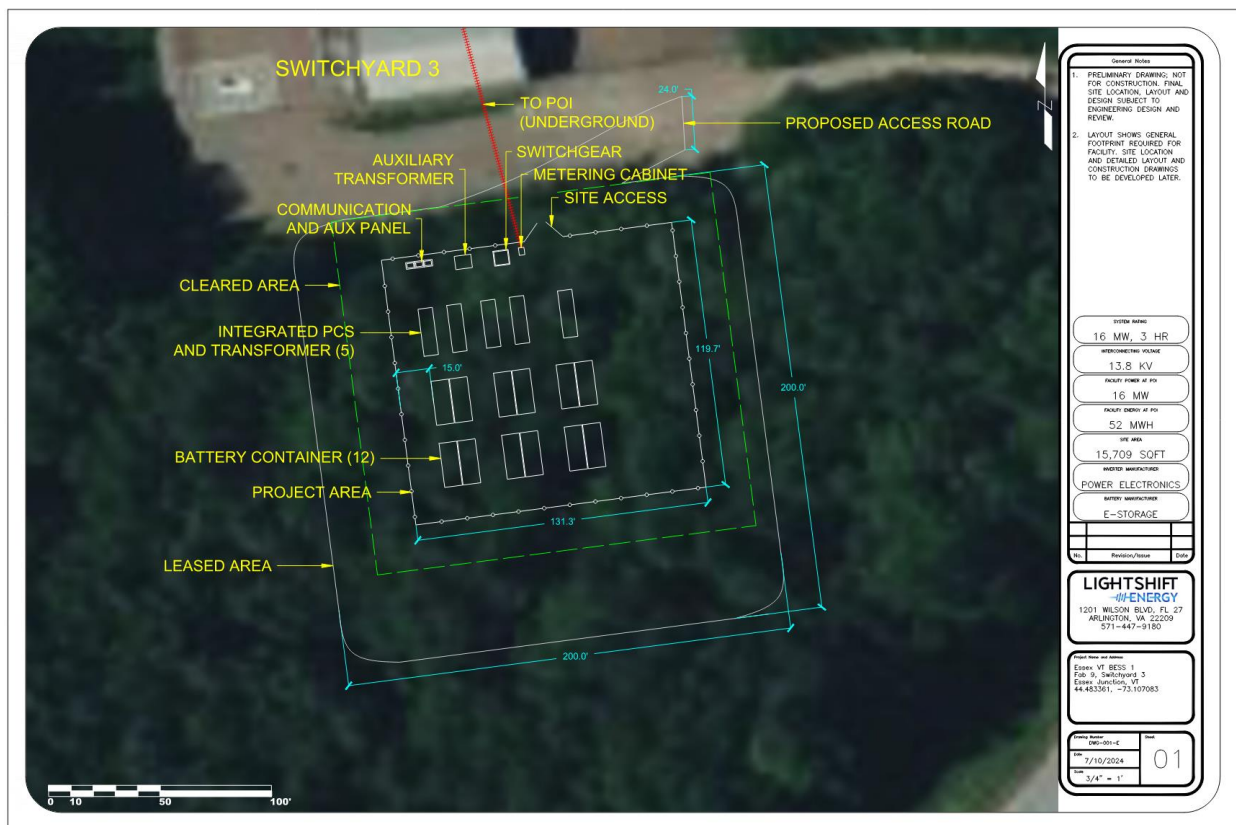 SWITCHYARD 3
TO POI
(UNDERGROUND)
24.0'
PROPOSED ACCESS ROAD
SWITCHGEAR
AUXILIARY
TRANSFORMER
METERING CABINET
SITE ACCESS
COMMUNICATION
AND AUX PANEL
CLEARED AREA
INTEGRATED PCS
AND TRANSFORMER (5)
15.0'
119.7'
200.0'
BATTERY CONTAINER (12)
PROJECT AREA
131.3'
LEASED AREA
200.0'
0 10 50 100'
N
General Notes
1. PRELIMINARY DRAWING; NOT
FOR CONSTRUCTION. FINAL
SITE LOCATION, LAYOUT AND
DESIGN SUBJECT TO
ENGINEERING DESIGN AND
REVIEW.
2. LAYOUT SHOWS GENERAL
FOOTPRINT REQUIRED FOR
FACILITY. SITE LOCATION
AND DETAILED LAYOUT AND
CONSTRUCTION DRAWINGS
TO BE DEVELOPED LATER.
SYSTEM RATING
16 MW, 3 HR
INTERCONNECTING VOLTAGE
13.8 KV
FACILITY POWER AT POI
16 MW
FACILITY ENERGY AT POI
52 MWH
SITE AREA
15,709 SQFT
INVERTER MANUFACTURER
POWER ELECTRONICS
BATTERY MANUFACTURER
E-STORAGE
No. Revision/Issue Date
LIGHTSHIFT
ENERGY
1201 WILSON BLVD, FL 27
ARLINGTON, VA 22209
571-447-9180
Project Name and Address
Essex VT BESS 1
Fab 9, Switchyard 3
Essex Junction, VT
44.483361, -73.107083
Drawing Number
DWG-001-E
Sheet
01
Date
7/10/2024
Scale
3/4" = 1'